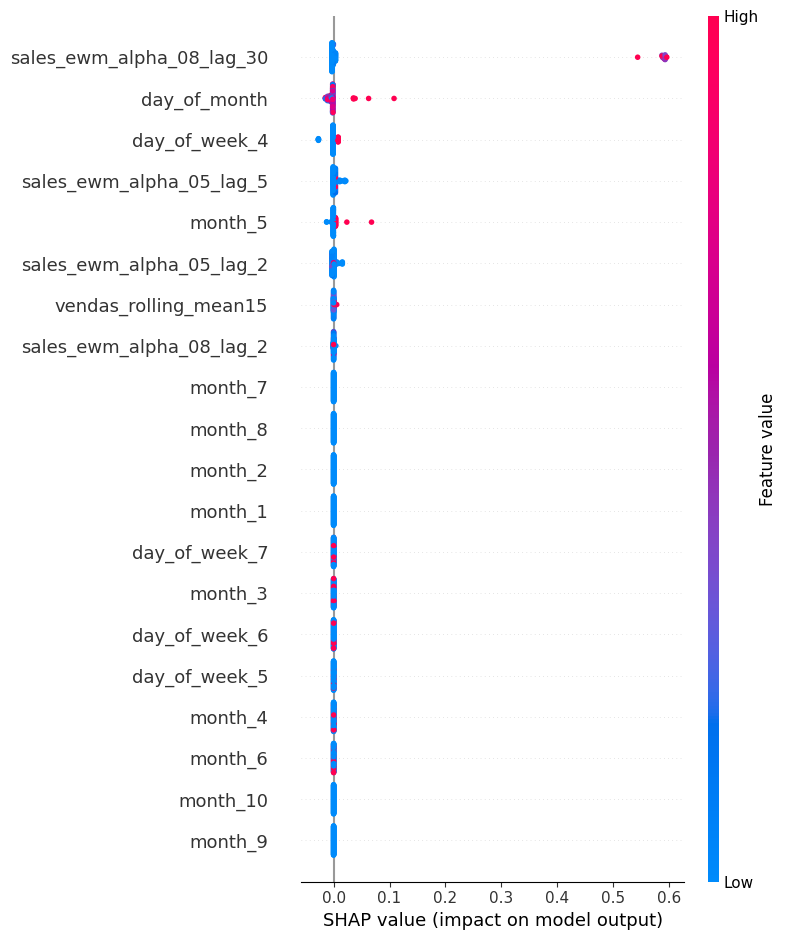 High
sales_ewm_alpha_08_lag_30
day_of_month
day_of_week_4
sales_ewm_alpha_05_lag_5
month_5
sales_ewm_alpha_05_lag_2
vendas_rolling_mean15
sales_ewm_alpha_08_lag_2
month_7
month_8
month_2
month_1
day_of_week_7
month_3
day_of_week_6
day_of_week_5
month_4
month_6
month_10
month_9
Feature value
Low
0.0 0.1 0.2 0.3 0.4 0.5 0.6
SHAP value (impact on model output)